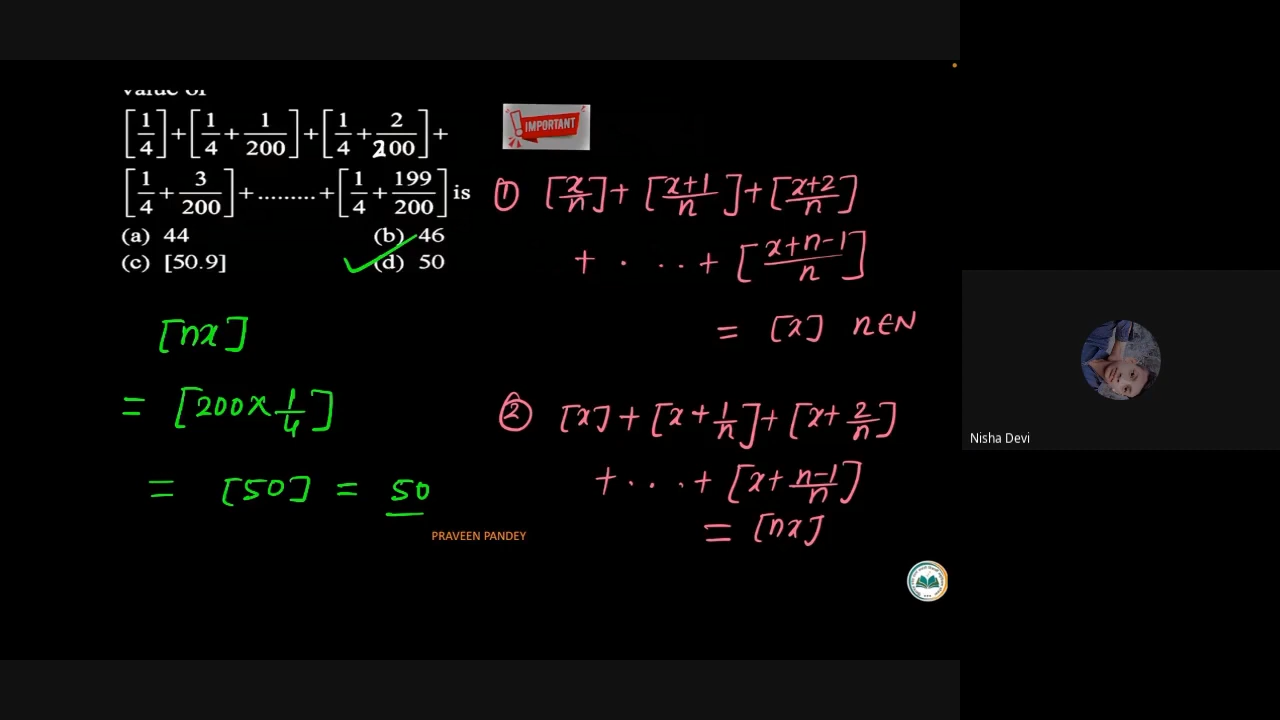 value of
[1/4] + [1/4 + 1/200] + [1/4 + 2/200] +
[1/4 + 3/200] + ......... + [1/4 + 199/200] is
(a) 44 (b) 46
(c) [50.9] (d) 50
[nx]
= [200 × 1/4]
= [50] = 50
PRAVEEN PANDEY
IMPORTANT
① [x/n] + [x+1/n] + [x+2/n]
+ . . . . + [x+n-1/n]
= [x] n∈N
② [x] + [x + 1/n] + [x + 2/n]
+ . . . . + [x + n-1/n]
= [nx]
Nisha Devi